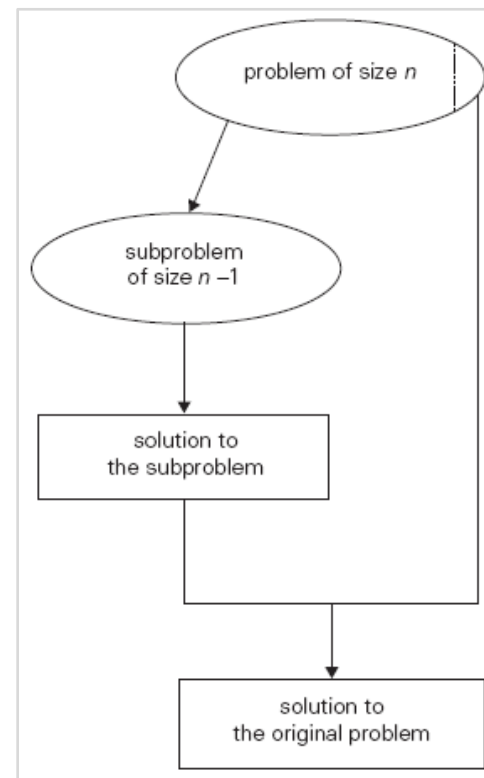 problem of size n
subproblem
of size n –1
solution to
the subproblem
solution to
the original problem